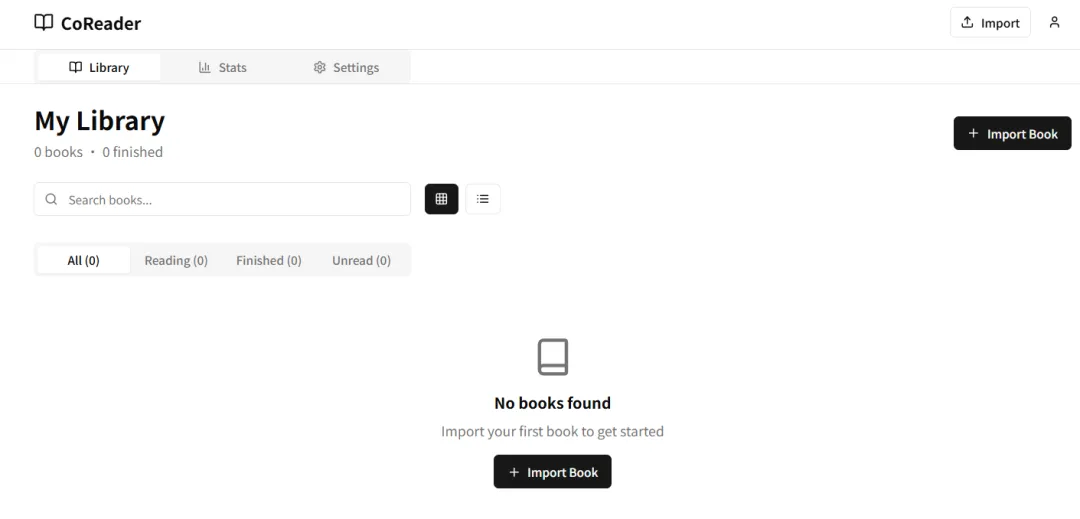 CoReader
Import
Library Stats Settings
My Library
0 books • 0 finished
Import Book
Search books...
All (0) Reading (0) Finished (0) Unread (0)
No books found
Import your first book to get started
Import Book